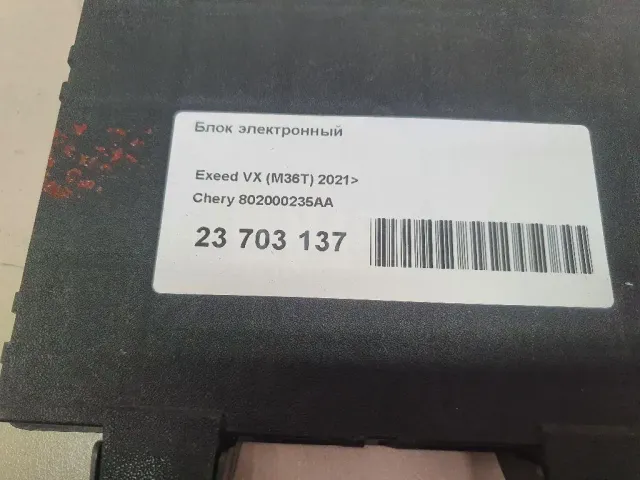 Блок электронный
Exeed VX (M36T) 2021>
Chery 802000235AA
23 703 137